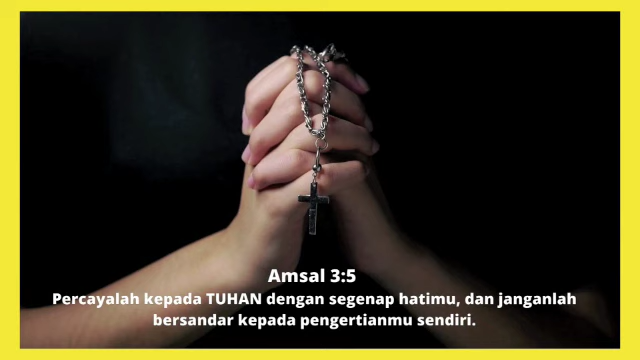 Amsal 3:5
Percayalah kepada TUHAN dengan segenap hatimu, dan janganlah
bersandar kepada pengertianmu sendiri.